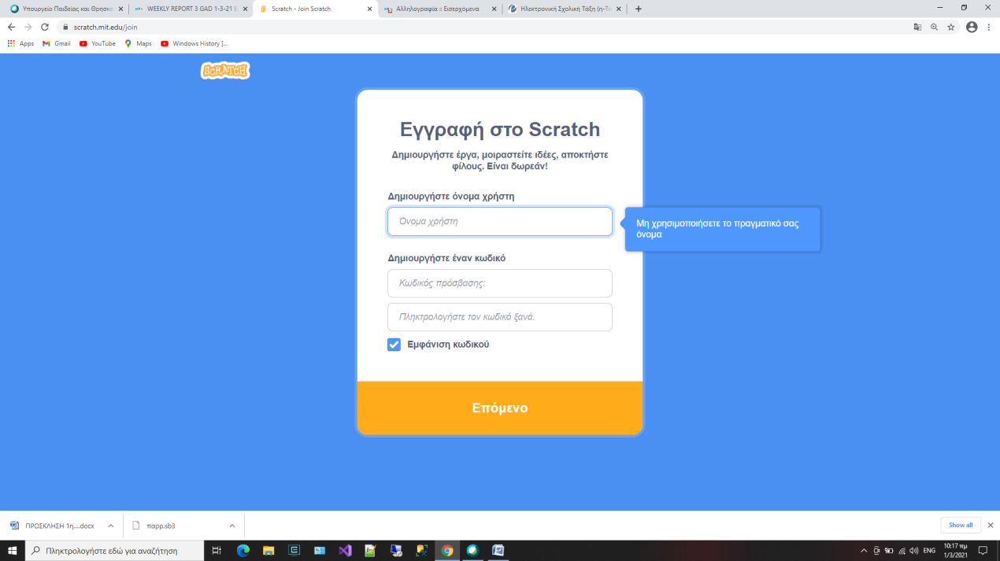 Υπουργείο Παιδείας και Θρησκε
WEEKLY REPORT 3 GAD 1-3-21 E
Scratch - Join Scratch
Αλληλογραφία :: Εισερχόμενα
Ηλεκτρονική Σχολική Τάξη (η-Τά
scratch.mit.edu/join
Apps
Gmail
YouTube
Maps
Windows History [...
SCRATCH
Εγγραφή στο Scratch
Δημιουργήστε έργα, μοιραστείτε ιδέες, αποκτήστε
φίλους. Είναι δωρεάν!
Δημιουργήστε όνομα χρήστη
Όνομα χρήστη
Μη χρησιμοποιήσετε το πραγματικό σας
όνομα
Δημιουργήστε έναν κωδικό
Κωδικός πρόσβασης:
Πληκτρολογήστε τον κωδικό ξανά.
Εμφάνιση κωδικού
Επόμενο
ΠΡΟΣΚΛΗΣΗ 1η....docx
παρρ.sb3
Show all
Πληκτρολογήστε εδώ για αναζήτηση
ENG
10:17 πμ
1/3/2021